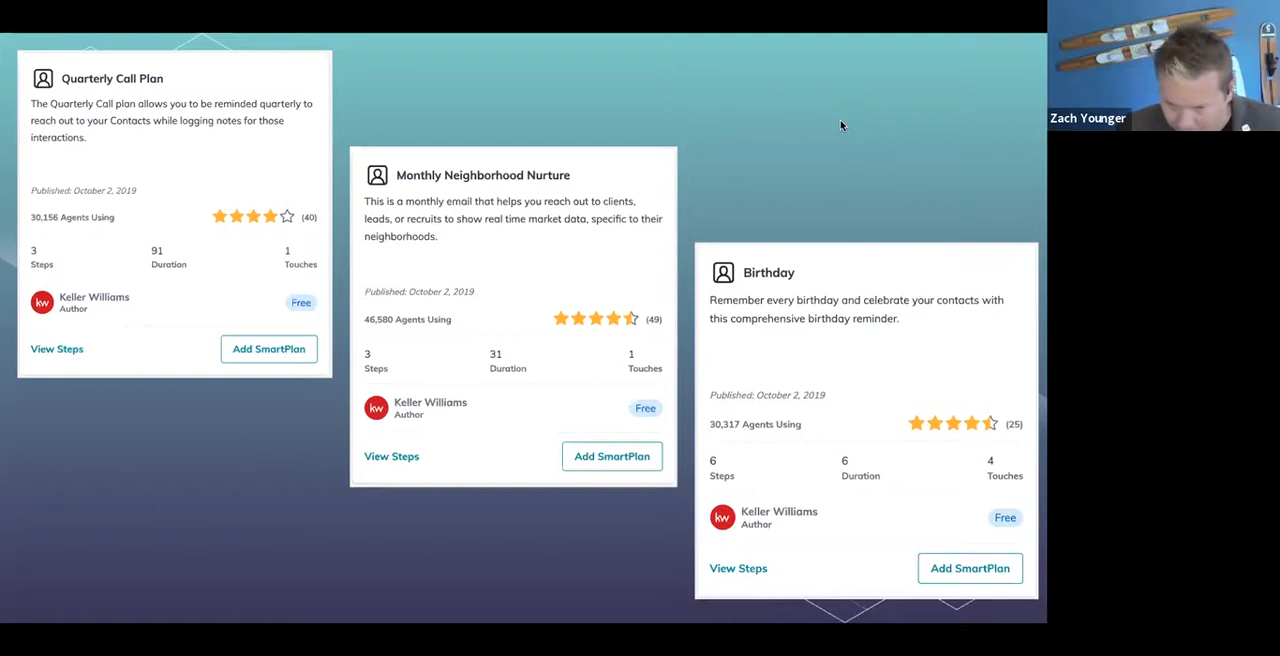 Quarterly Call Plan
The Quarterly Call plan allows you to be reminded quarterly to
reach out to your Contacts while logging notes for those
interactions.
Published: October 2, 2019
30,156 Agents Using
(40)
3
91
1
Steps
Duration
Touches
kw
Keller Williams
Author
Free
View Steps
Add SmartPlan
Monthly Neighborhood Nurture
This is a monthly email that helps you reach out to clients,
leads, or recruits to show real time market data, specific to their
neighborhoods.
Published: October 2, 2019
46,580 Agents Using
(49)
3
31
1
Steps
Duration
Touches
kw
Keller Williams
Author
Free
View Steps
Add SmartPlan
Birthday
Remember every birthday and celebrate your contacts with
this comprehensive birthday reminder.
Published: October 2, 2019
30,317 Agents Using
(25)
6
6
4
Steps
Duration
Touches
kw
Keller Williams
Author
Free
View Steps
Add SmartPlan
Zach Younger